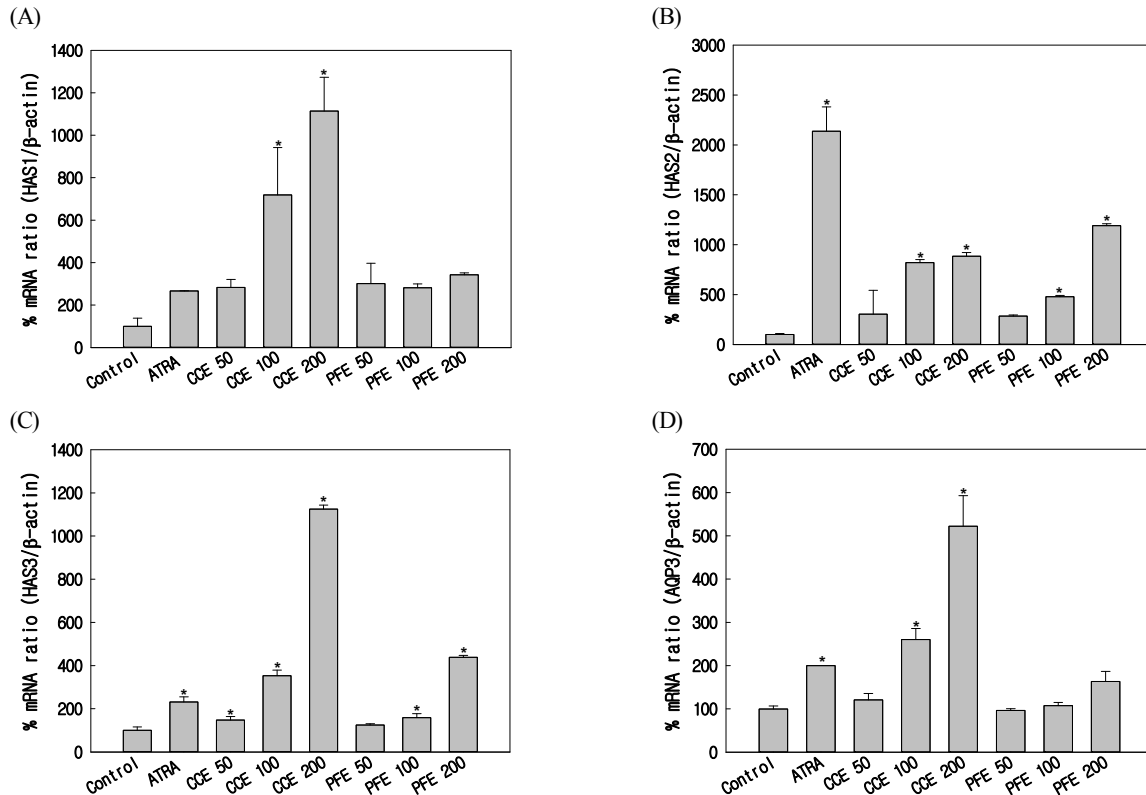 (A)
% mRNA ratio (HAS1/β-actin)
1400
1200
1000
800
600
400
200
0
*
*
Control
ATRA
CCE 50
CCE 100
CCE 200
PFE 50
PFE 100
PFE 200
(B)
% mRNA ratio (HAS2/β-actin)
3000
2500
2000
1500
1000
500
0
*
*
*
*
*
Control
ATRA
CCE 50
CCE 100
CCE 200
PFE 50
PFE 100
PFE 200
(C)
% mRNA ratio (HAS3/β-actin)
1400
1200
1000
800
600
400
200
0
*
*
*
*
*
*
Control
ATRA
CCE 50
CCE 100
CCE 200
PFE 50
PFE 100
PFE 200
(D)
% mRNA ratio (AQP3/β-actin)
700
600
500
400
300
200
100
0
*
*
*
Control
ATRA
CCE 50
CCE 100
CCE 200
PFE 50
PFE 100
PFE 200